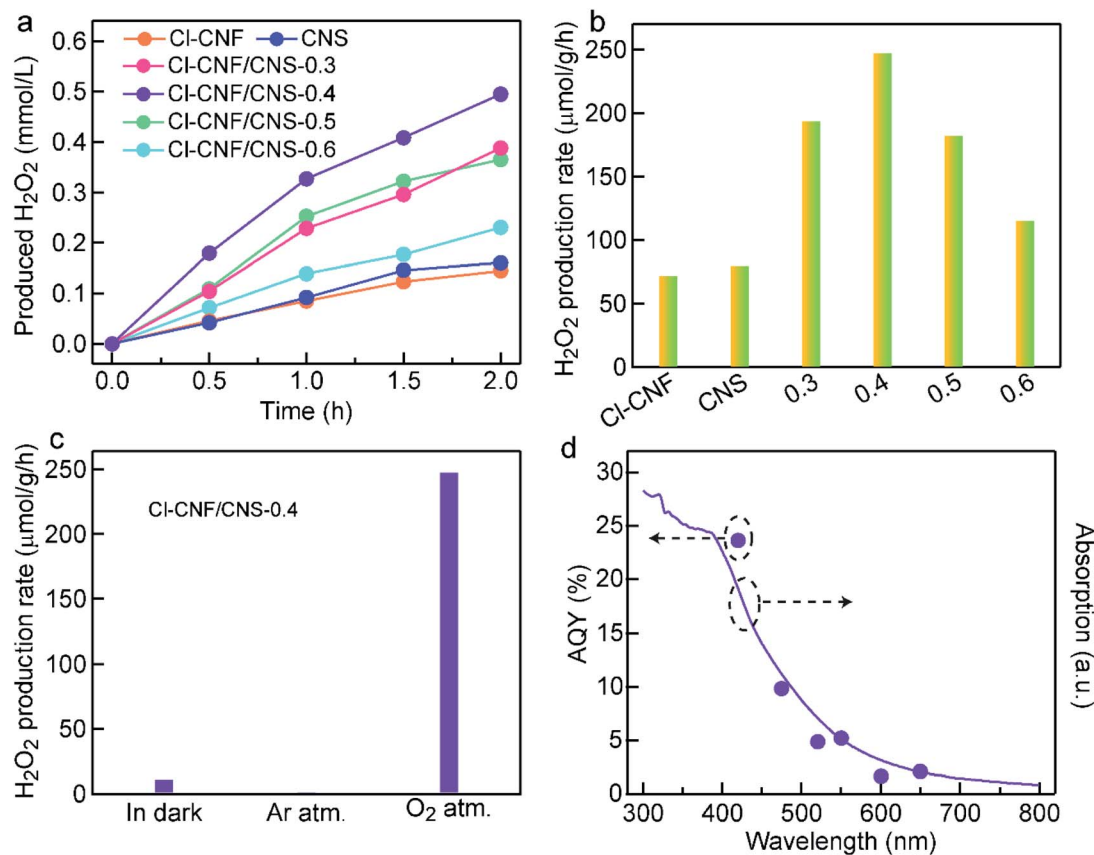 a
Produced H₂O₂ (mmol/L)
0.6
0.5
0.4
0.3
0.2
0.1
0.0
Cl-CNF CNS
Cl-CNF/CNS-0.3
Cl-CNF/CNS-0.4
Cl-CNF/CNS-0.5
Cl-CNF/CNS-0.6
0.0 0.5 1.0 1.5 2.0
Time (h)
b
H₂O₂ production rate (μmol/g/h)
250
200
150
100
50
0
Cl-CNF CNS 0.3 0.4 0.5 0.6
c
H₂O₂ production rate (μmol/g/h)
250
200
150
100
50
0
Cl-CNF/CNS-0.4
In dark Ar atm. O₂ atm.
d
AQY (%)
30
25
20
15
10
5
0
300 400 500 600 700 800
Wavelength (nm)
Absorption (a.u.)